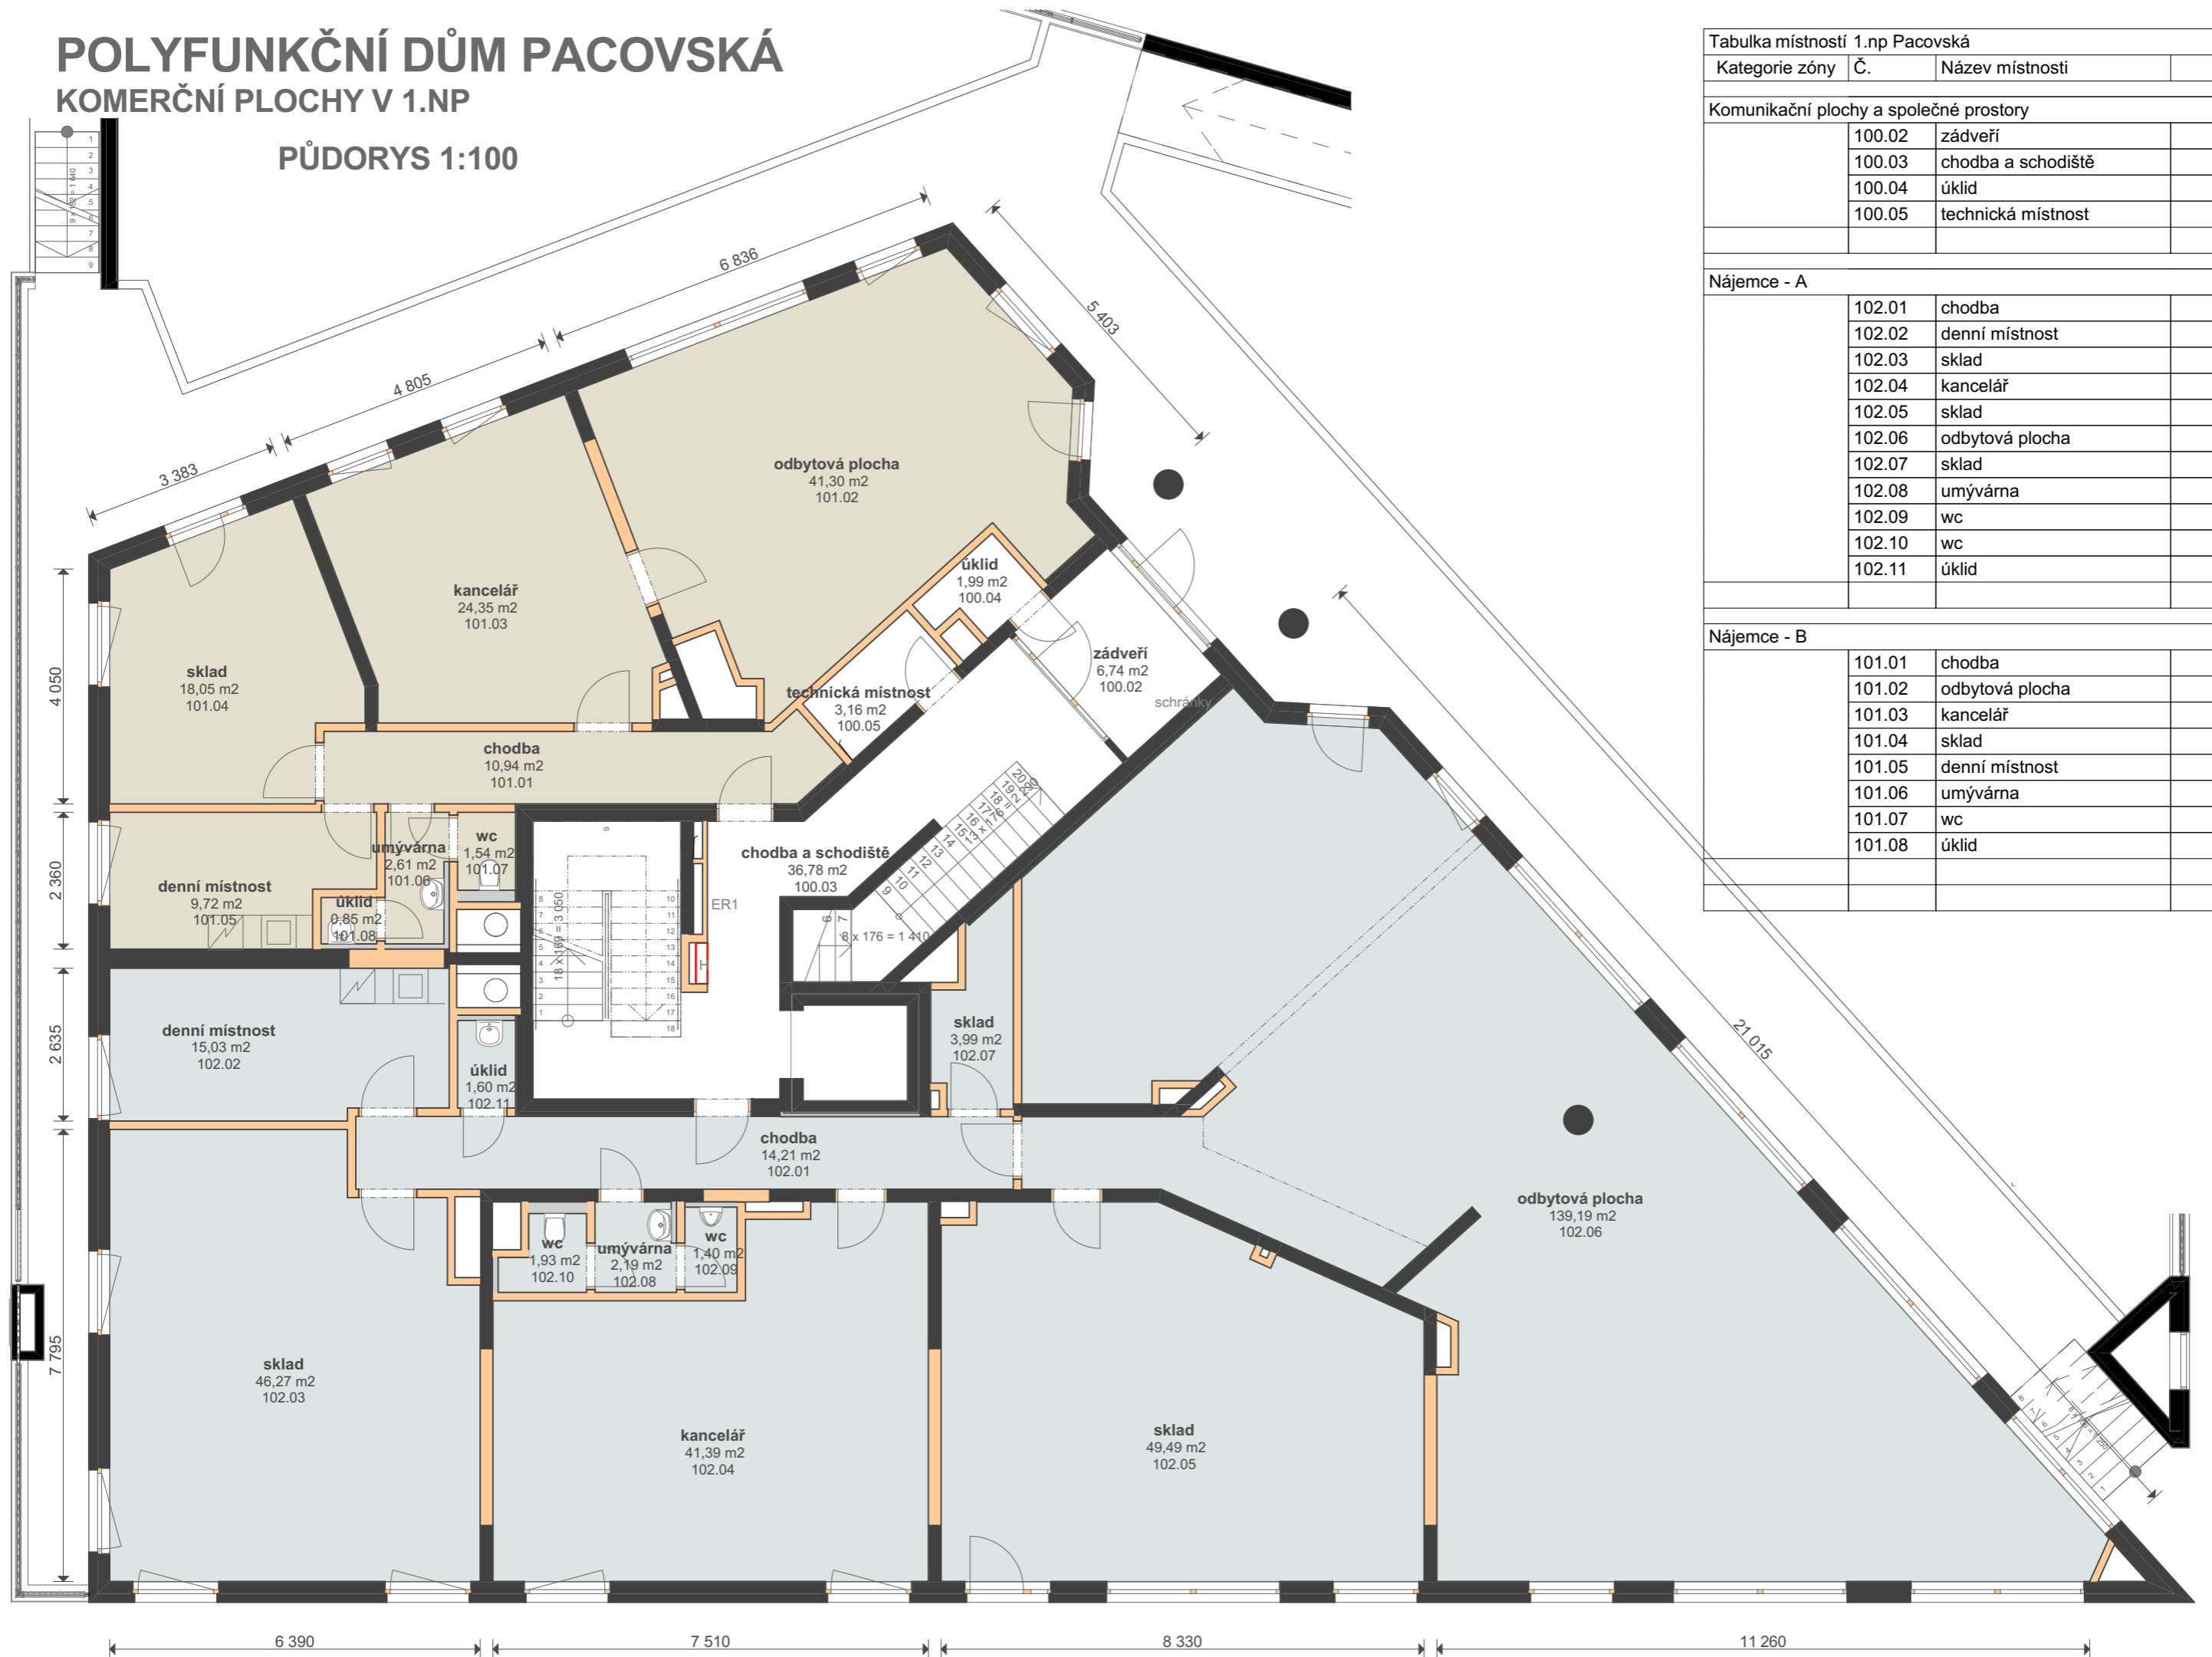 POLYFUNKČNÍ DŮM PACOVSKÁ
KOMERČNÍ PLOCHY V 1.NP
PŮDORYS 1:100
Tabulka místností 1.np Pacovská
Kategorie zóny Č. Název místnosti
Komunikační plochy a společné prostory
100.02 zádveří
100.03 chodba a schodiště
100.04 úklid
100.05 technická místnost
Nájemce - A
102.01 chodba
102.02 denní místnost
102.03 sklad
102.04 kancelář
102.05 sklad
102.06 odbytová plocha
102.07 sklad
102.08 umývárna
102.09 wc
102.10 wc
102.11 úklid
Nájemce - B
101.01 chodba
101.02 odbytová plocha
101.03 kancelář
101.04 sklad
101.05 denní místnost
101.06 umývárna
101.07 wc
101.08 úklid
6 836
5 403
4 805
3 383
odbytová plocha
41,30 m2
101.02
kancelář
24,35 m2
101.03
úklid
1,99 m2
100.04
zádveří
6,74 m2
100.02
schránky
sklad
18,05 m2
101.04
technická místnost
3,16 m2
100.05
chodba
10,94 m2
101.01
4 050
2 360
2 635
7 795
denní místnost
9,72 m2
101.05
umývárna
2,61 m2
101.06
wc
1,54 m2
101.07
úklid
0,85 m2
101.08
chodba a schodiště
36,78 m2
100.03
ER1
18 x 169 = 3 050
8 x 176 = 1 410
denní místnost
15,03 m2
102.02
úklid
1,60 m2
102.11
sklad
3,99 m2
102.07
chodba
14,21 m2
102.01
21 015
odbytová plocha
139,19 m2
102.06
wc
1,93 m2
102.10
umývárna
2,19 m2
102.08
wc
1,40 m2
102.09
sklad
46,27 m2
102.03
kancelář
41,39 m2
102.04
sklad
49,49 m2
102.05
6 390
7 510
8 330
11 260